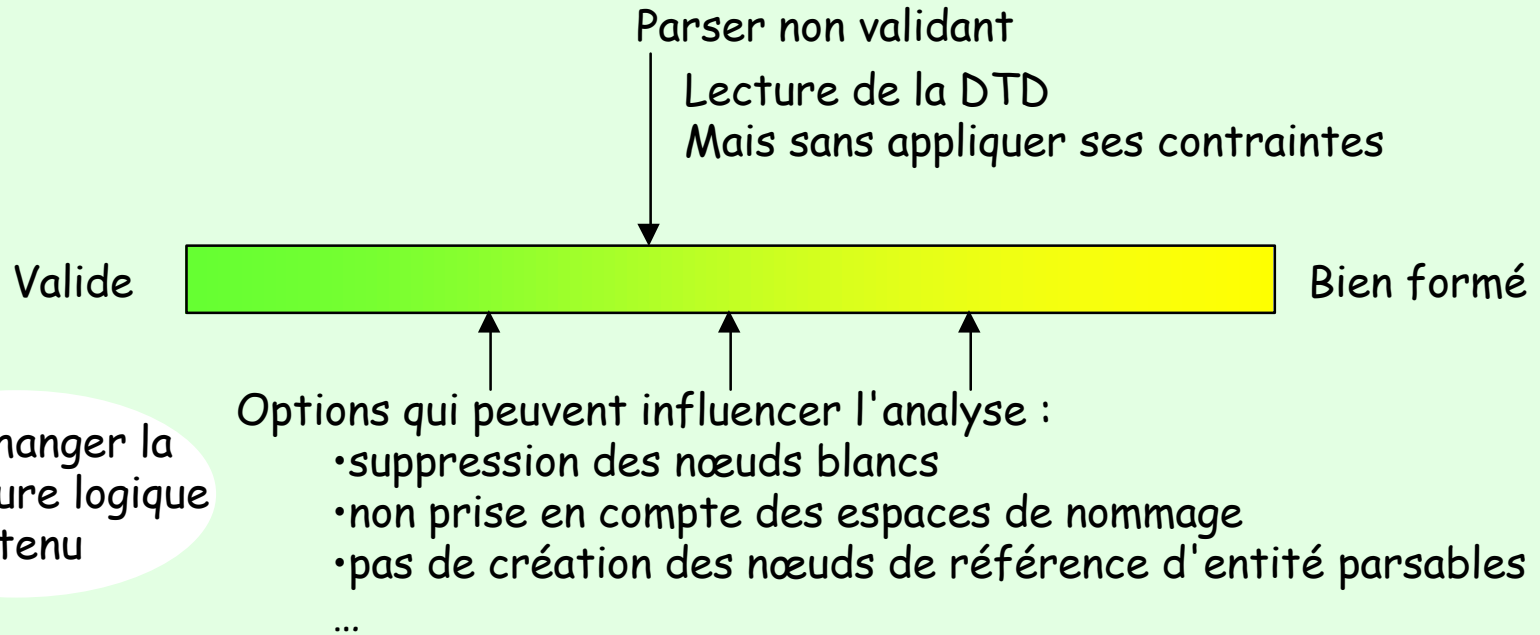 Parser non validant
Lecture de la DTD
Mais sans appliquer ses contraintes
Valide
Bien formé
Options qui peuvent influencer l'analyse :
•suppression des nœuds blancs
•non prise en compte des espaces de nommage
•pas de création des nœuds de référence d'entité parsables
…
la
logique